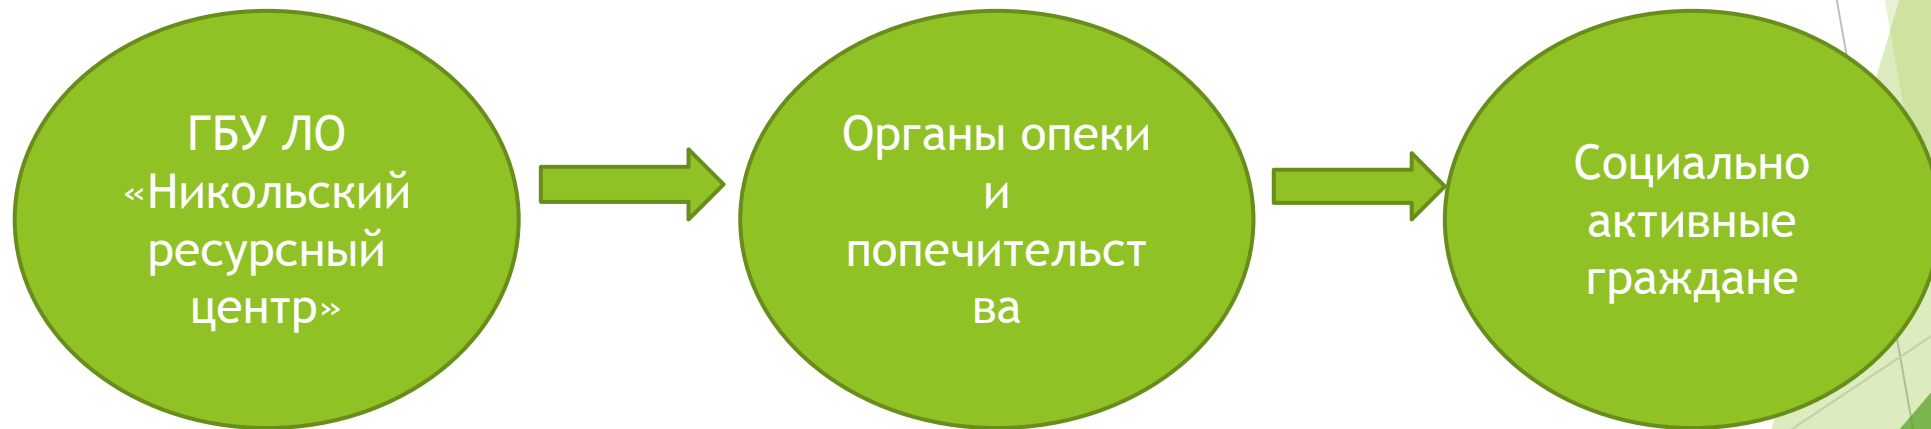 ГБУ ЛО
«Никольский
ресурсный
центр»
Органы опеки
и
попечительст
ва
Социально
активные
граждане